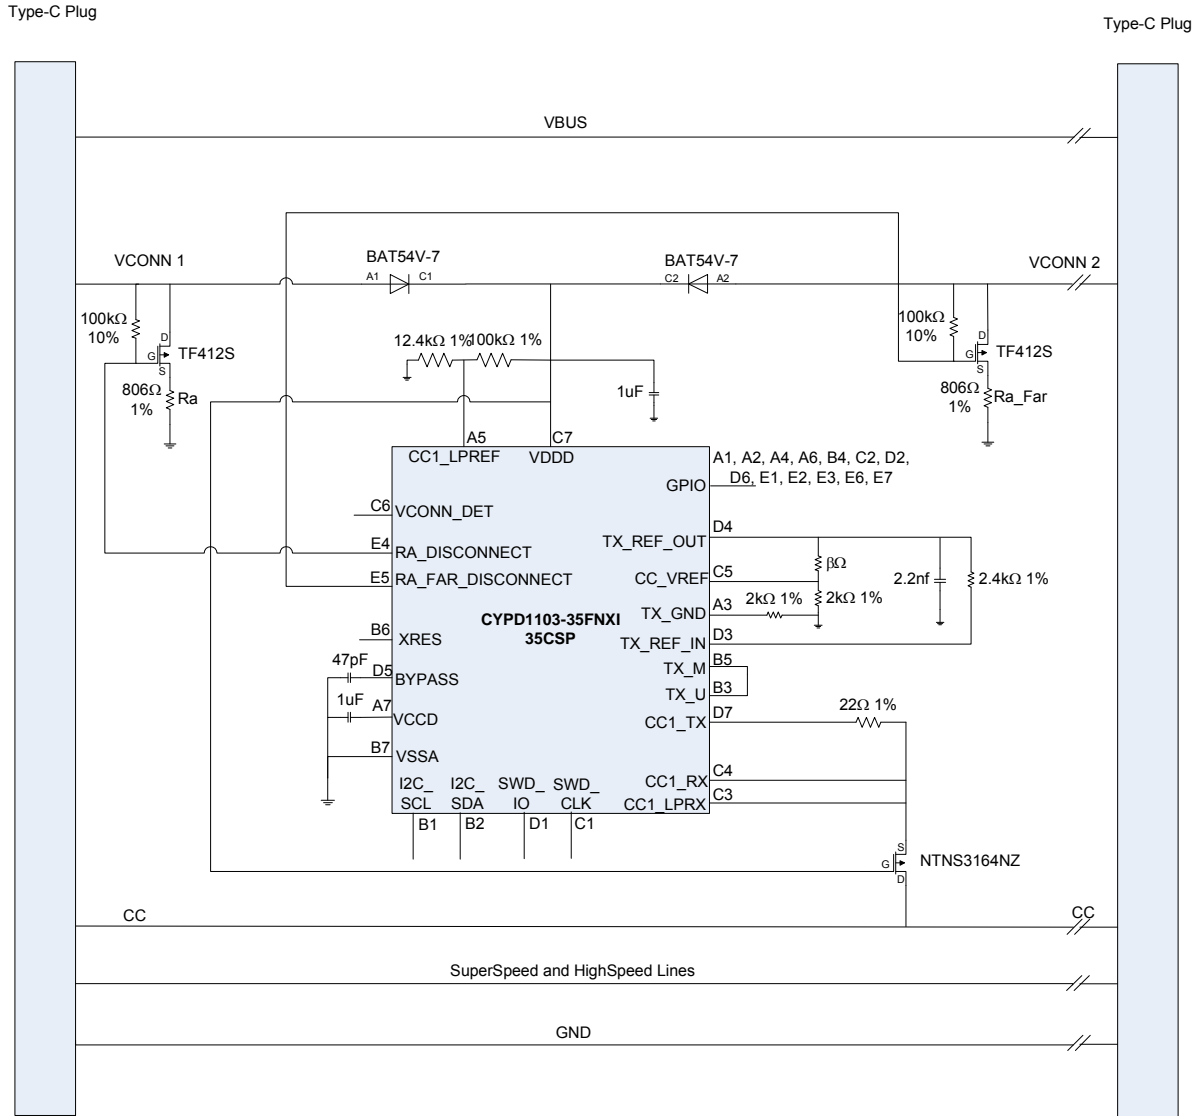 Type-C Plug
Type-C Plug
VBUS
VCONN 1
BAT54V-7
A1
C1
BAT54V-7
C2
A2
VCONN 2
100kΩ
10%
D
G
S
TF412S
806Ω
1%
Ra
12.4kΩ 1%
100kΩ 1%
1uF
100kΩ
10%
D
G
S
TF412S
806Ω
1%
Ra_Far
A5
C7
CC1_LPREF
VDDD
A1, A2, A4, A6, B4, C2, D2,
D6, E1, E2, E3, E6, E7
GPIO
C6
VCONN_DET
E4
RA_DISCONNECT
E5
RA_FAR_DISCONNECT
D4
TX_REF_OUT
βΩ
C5
CC_VREF
2.2nf
2.4kΩ 1%
2kΩ 1%
2kΩ 1%
A3
TX_GND
CYPD1103-35FNXI
35CSP
B6
XRES
D3
TX_REF_IN
47pF
D5
BYPASS
B5
TX_M
B3
TX_U
1uF
A7
VCCD
D7
CC1_TX
22Ω 1%
B7
VSSA
C4
CC1_RX
C3
CC1_LPRX
I2C_
SCL
I2C_
SDA
SWD_
IO
SWD_
CLK
B1
B2
D1
C1
S
G
D
NTNS3164NZ
CC
CC
SuperSpeed and HighSpeed Lines
GND